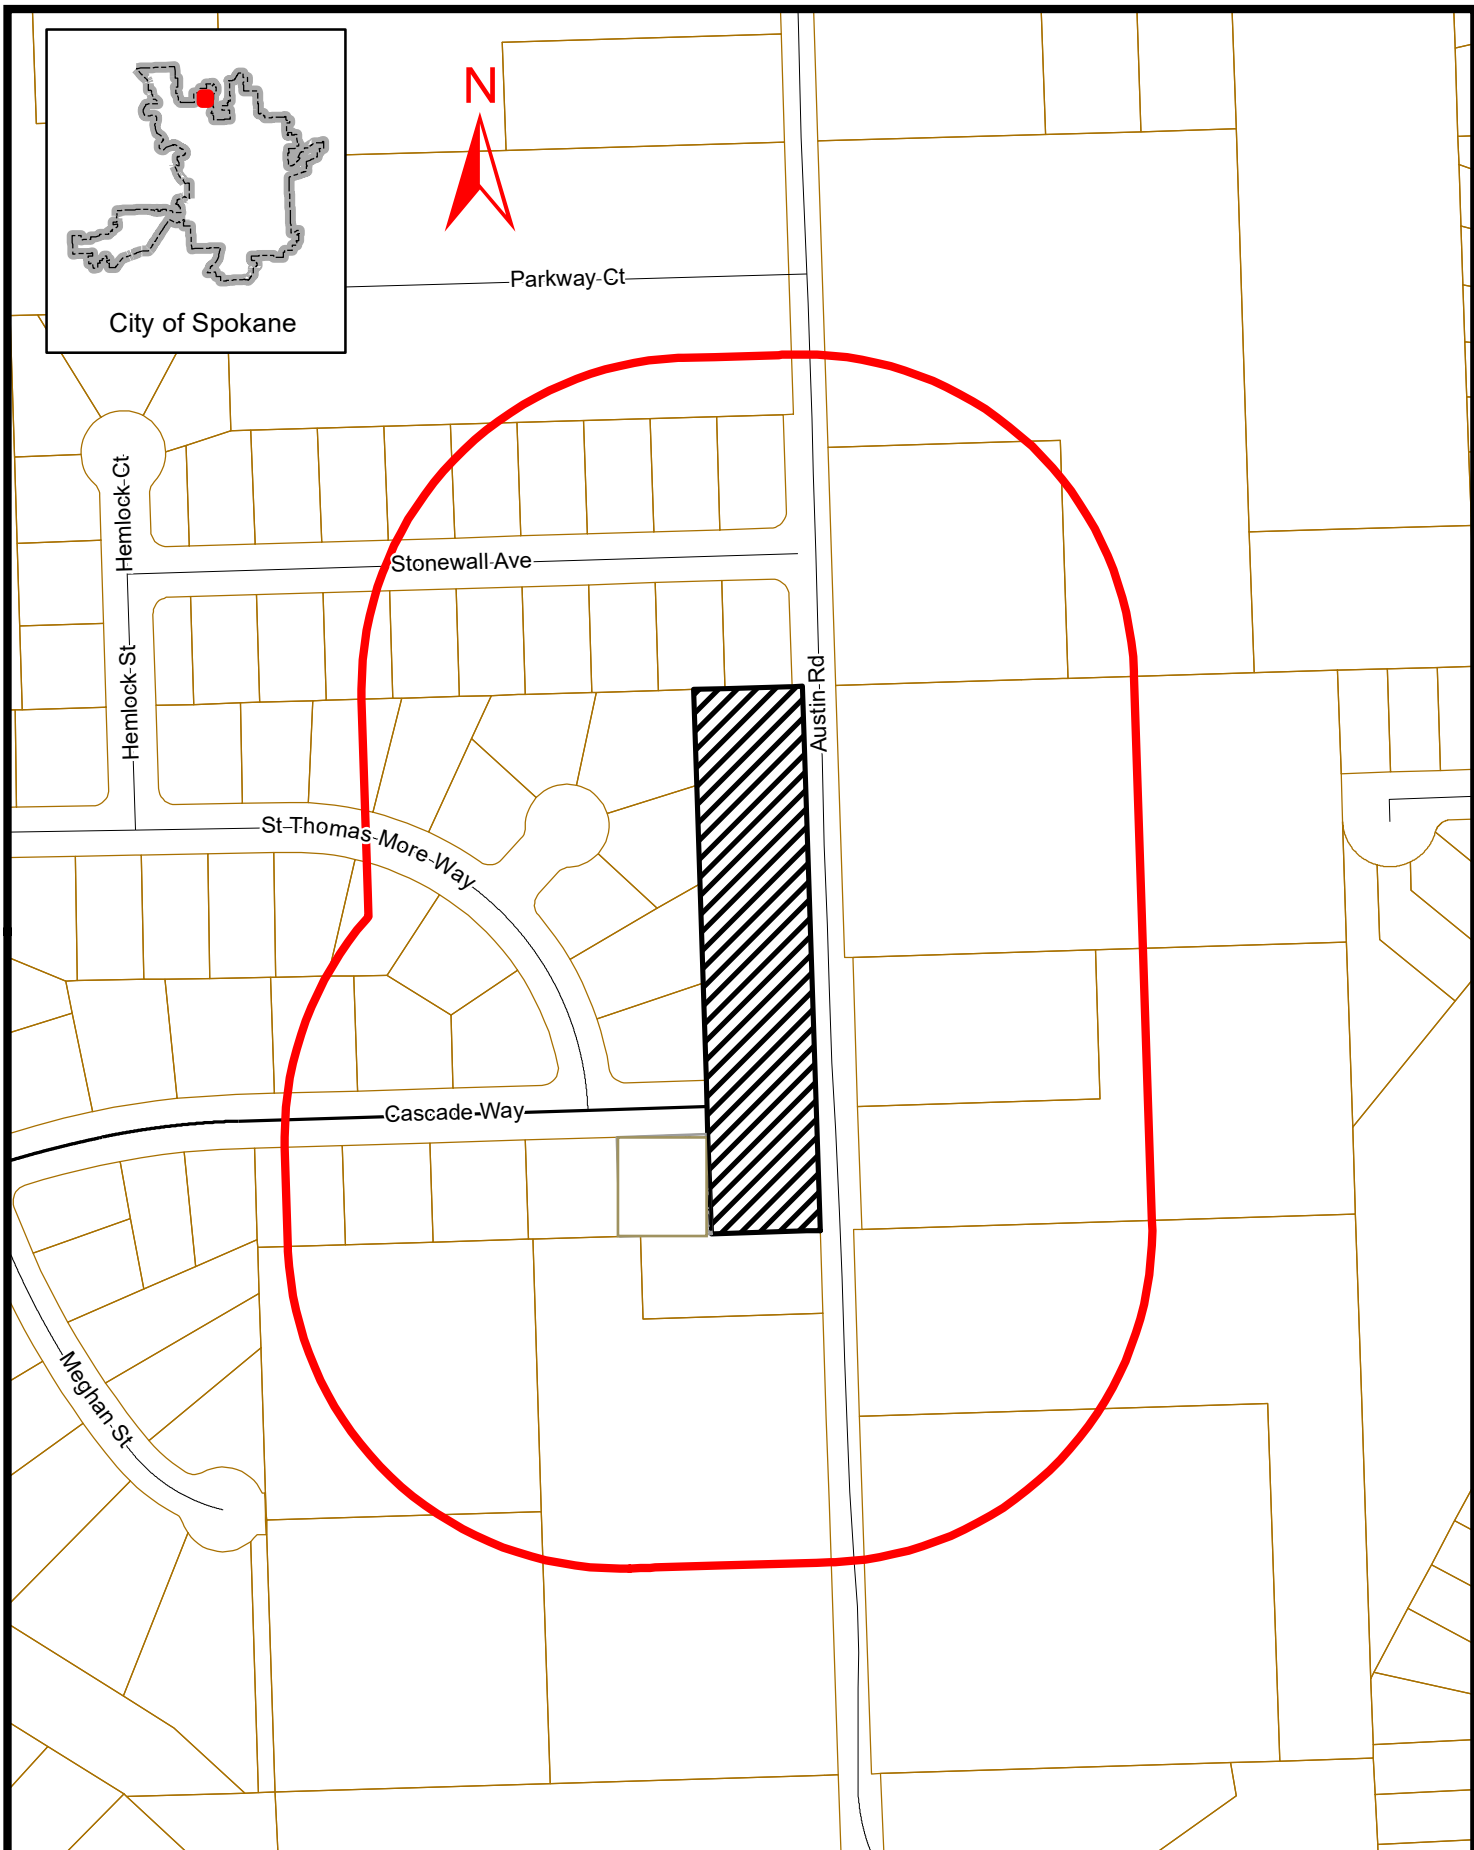 N
City of Spokane
Parkway Ct
Hemlock Ct
Stonewall Ave
Hemlock St
Austin Rd
St Thomas More Way
Cascade Way
Meghan St